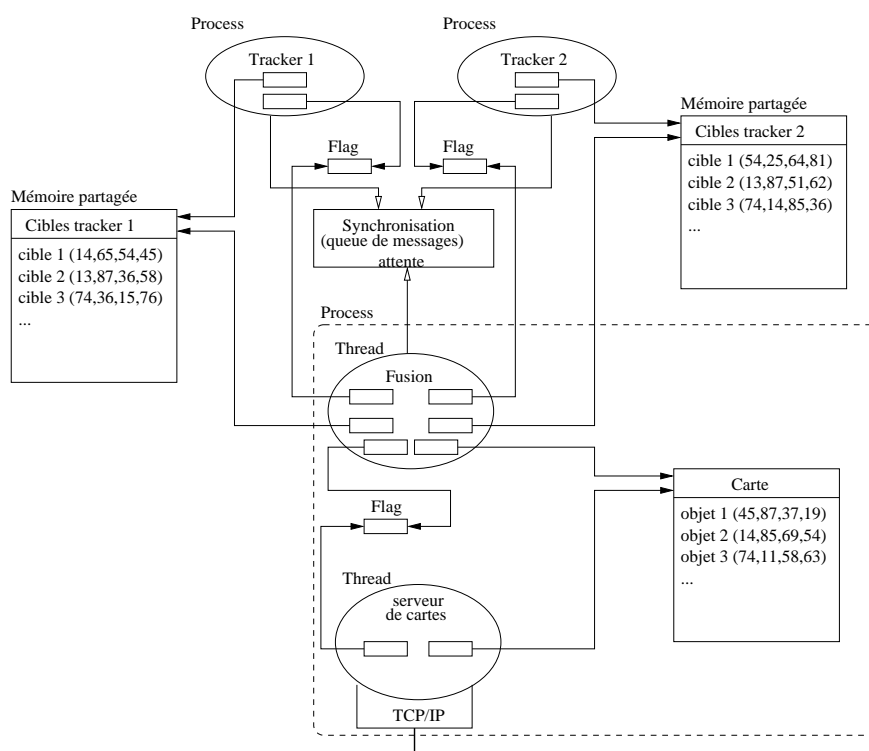 Process
Process
Tracker 1
Tracker 2
Mémoire partagée
Cibles tracker 2
cible 1 (54,25,64,81)
cible 2 (13,87,51,62)
cible 3 (74,14,85,36)
...
Flag
Flag
Mémoire partagée
Cibles tracker 1
cible 1 (14,65,54,45)
cible 2 (13,87,36,58)
cible 3 (74,36,15,76)
...
Synchronisation
(queue de messages)
attente
Process
Thread
Fusion
Carte
objet 1 (45,87,37,19)
objet 2 (14,85,69,54)
objet 3 (74,11,58,63)
...
Flag
Thread
serveur
de cartes
TCP/IP